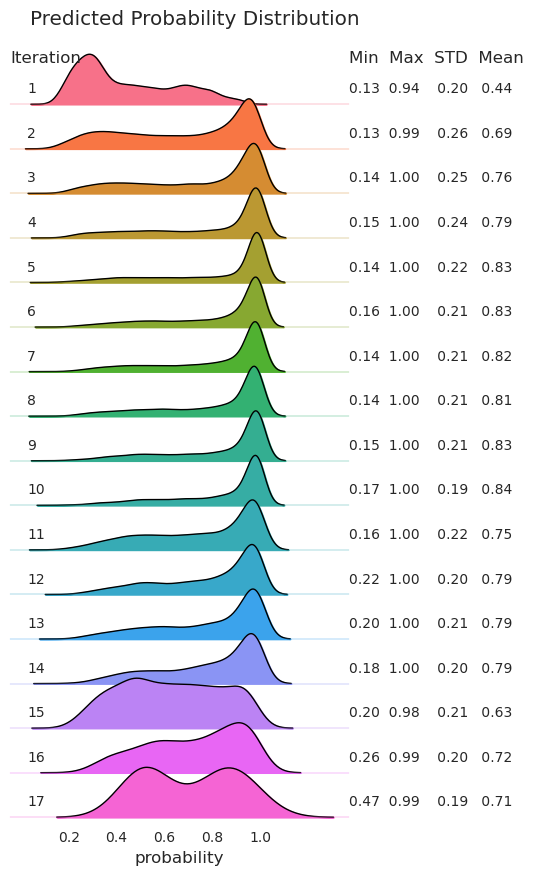 Predicted Probability Distribution
Iteration Min Max STD Mean
1 0.13 0.94 0.20 0.44
2 0.13 0.99 0.26 0.69
3 0.14 1.00 0.25 0.76
4 0.15 1.00 0.24 0.79
5 0.14 1.00 0.22 0.83
6 0.16 1.00 0.21 0.83
7 0.14 1.00 0.21 0.82
8 0.14 1.00 0.21 0.81
9 0.15 1.00 0.21 0.83
10 0.17 1.00 0.19 0.84
11 0.16 1.00 0.22 0.75
12 0.22 1.00 0.20 0.79
13 0.20 1.00 0.21 0.79
14 0.18 1.00 0.20 0.79
15 0.20 0.98 0.21 0.63
16 0.26 0.99 0.20 0.72
17 0.47 0.99 0.19 0.71
0.2 0.4 0.6 0.8 1.0
probability